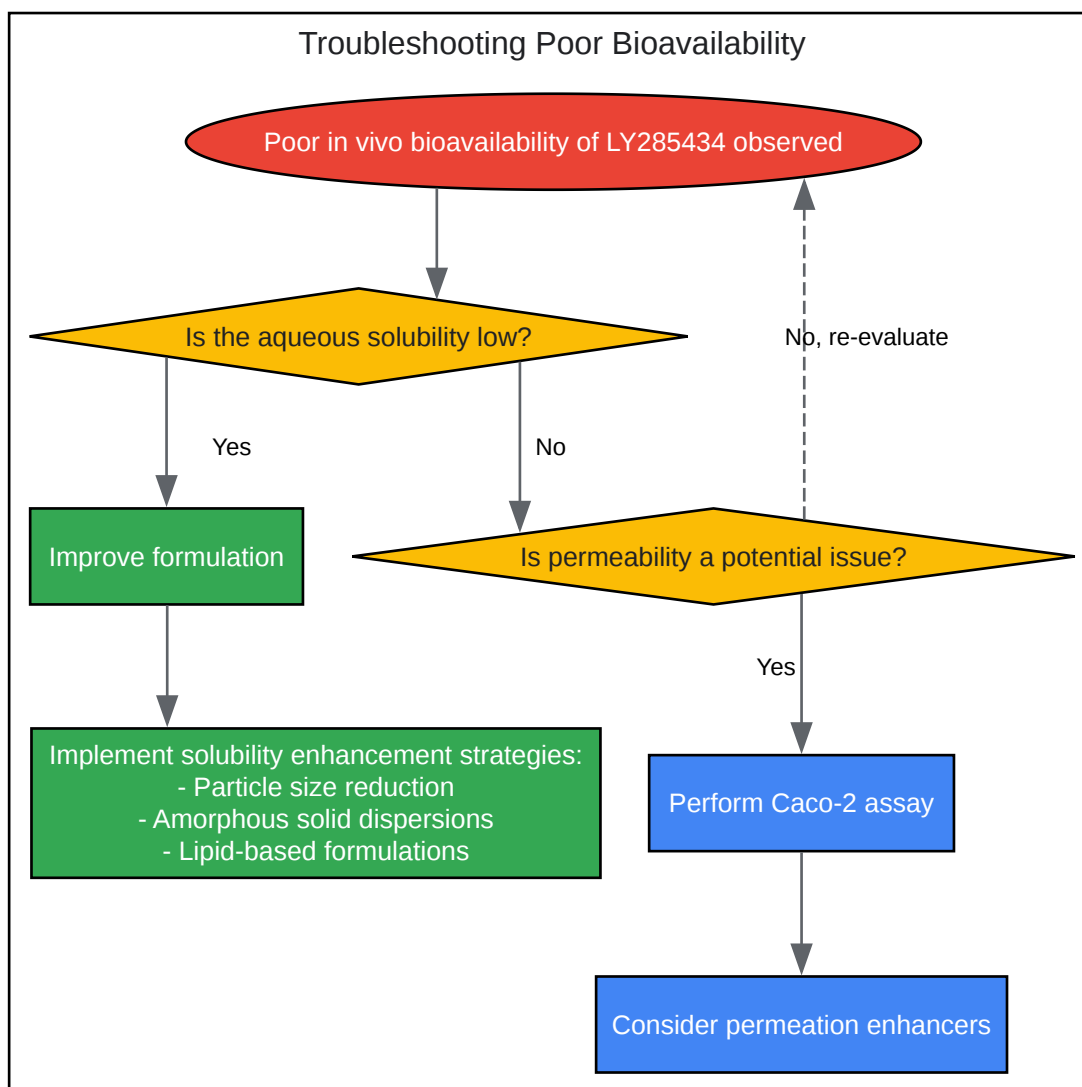 Troubleshooting Poor Bioavailability
Poor in vivo bioavailability of LY285434 observed
Is the aqueous solubility low?
No, re-evaluate
Yes
No
Improve formulation
Is permeability a potential issue?
Yes
Implement solubility enhancement strategies:
- Particle size reduction
- Amorphous solid dispersions
- Lipid-based formulations
Perform Caco-2 assay
Consider permeation enhancers